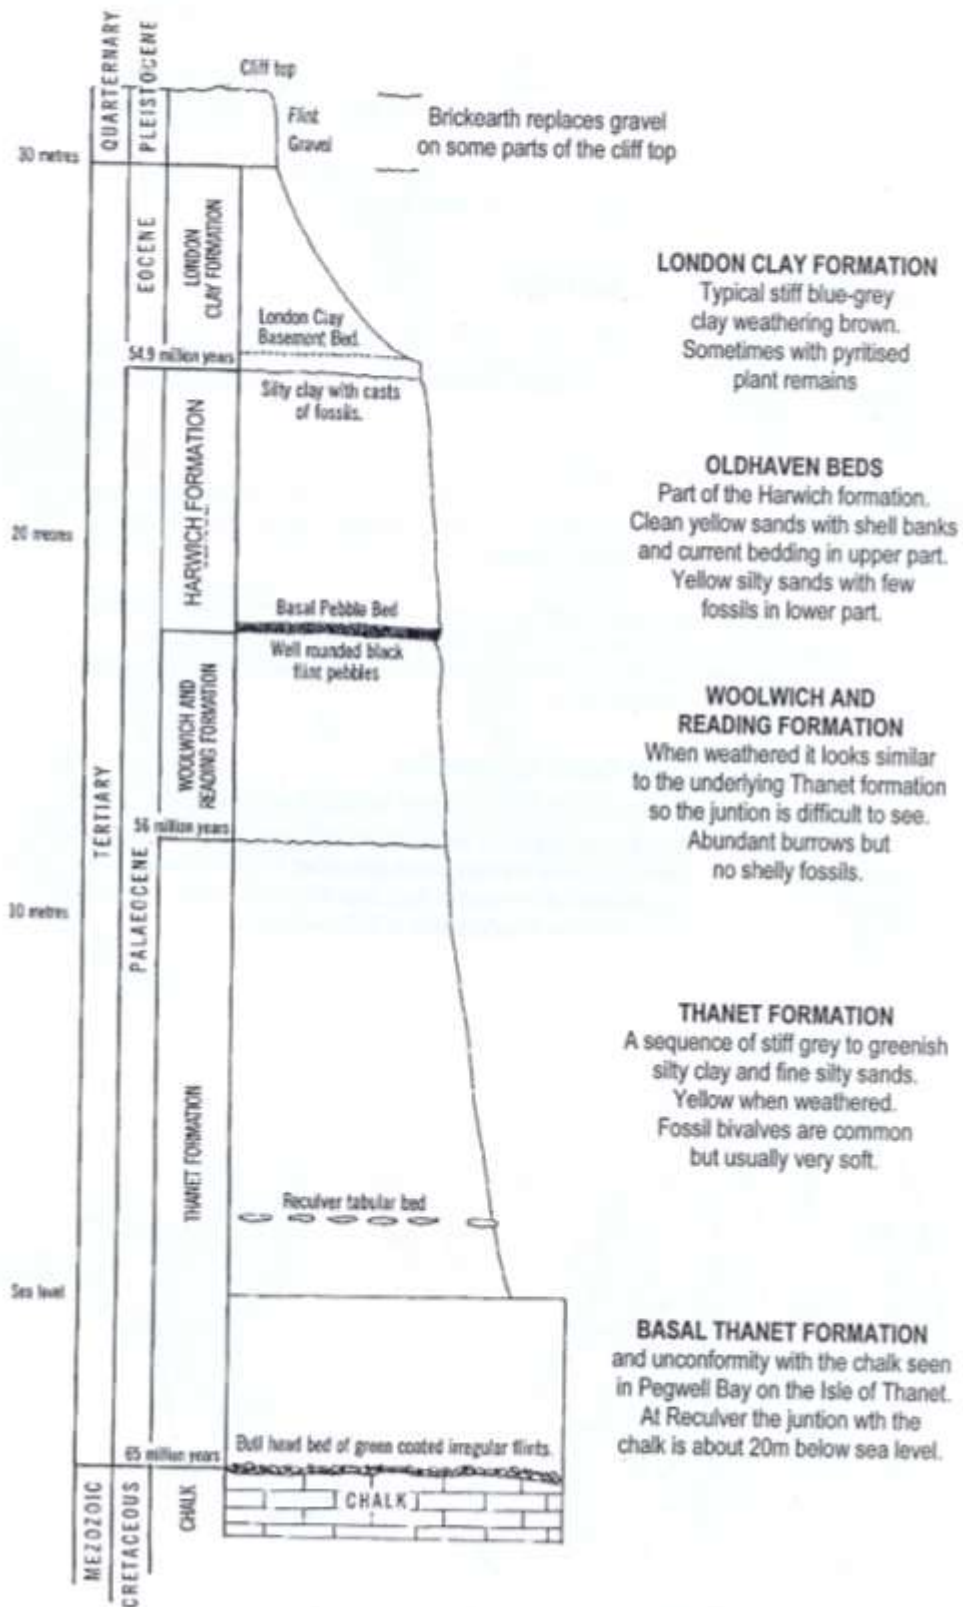 QUARTERNARY
PLEISTOCENE
Cliff top
Flint
Gravel
Brickearth replaces gravel
on some parts of the cliff top
30 metres
EOCENE
LONDON
CLAY FORMATION
London Clay
Basement Bed.
54.9 million years
Silty clay with casts
of fossils.
LONDON CLAY FORMATION
Typical stiff blue-grey
clay weathering brown.
Sometimes with pyritised
plant remains
HARWICH FORMATION
20 metres
Basal Pebble Bed
Well rounded black
flint pebbles
OLDHAVEN BEDS
Part of the Harwich formation.
Clean yellow sands with shell banks
and current bedding in upper part.
Yellow silty sands with few
fossils in lower part.
WOOLWICH AND
READING FORMATION
56 million years
WOOLWICH AND
READING FORMATION
When weathered it looks similar
to the underlying Thanet formation
so the juntion is difficult to see.
Abundant burrows but
no shelly fossils.
TERTIARY
PALAEOCENE
10 metres
THANET FORMATION
Reculver tabular bed
THANET FORMATION
A sequence of stiff grey to greenish
silty clay and fine silty sands.
Yellow when weathered.
Fossil bivalves are common
but usually very soft.
Sea level
BASAL THANET FORMATION
and unconformity with the chalk seen
in Pegwell Bay on the Isle of Thanet.
At Reculver the juntion wth the
chalk is about 20m below sea level.
65 million years
Bull head bed of green coated irregular flints.
CHALK
MEZOZOIC
CRETACEOUS
CHALK